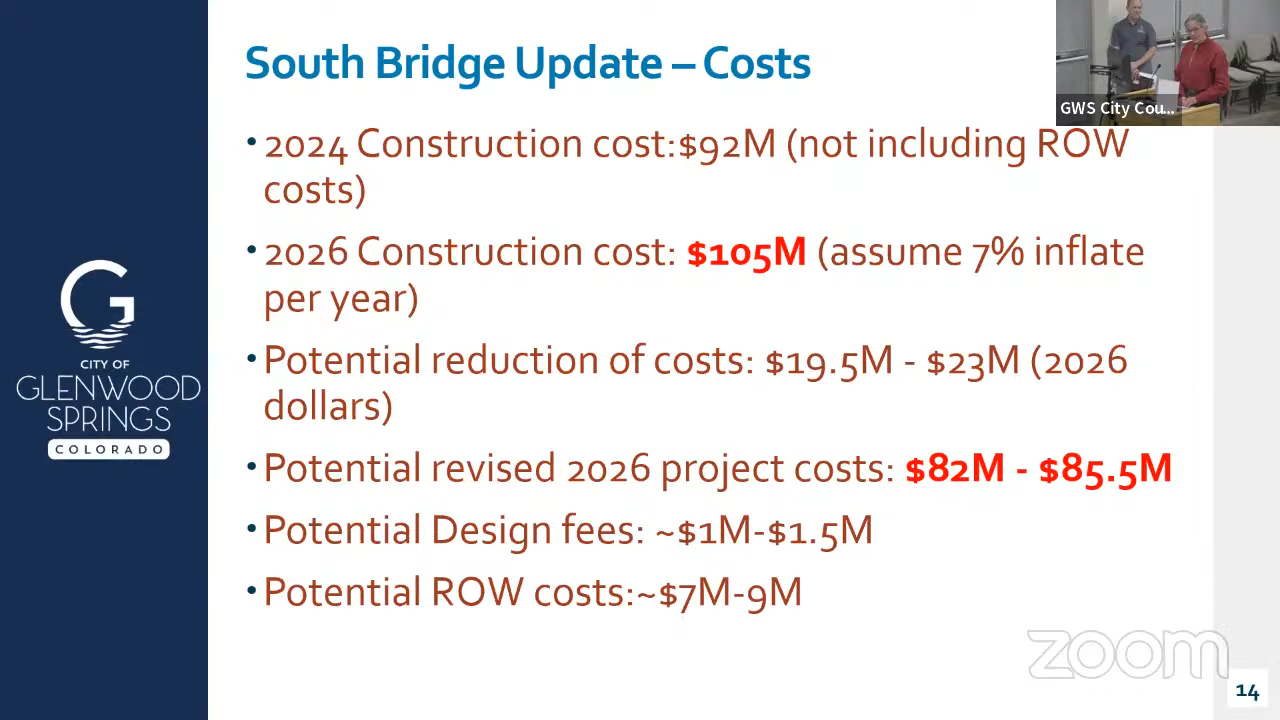 South Bridge Update – Costs
GWS City Cou...
• 2024 Construction cost:$92M (not including ROW
costs)
• 2026 Construction cost: $105M (assume 7% inflate
per year)
• Potential reduction of costs: $19.5M - $23M (2026
dollars)
• Potential revised 2026 project costs: $82M - $85.5M
• Potential Design fees: ~$1M-$1.5M
• Potential ROW costs:~$7M-9M
G
CITY OF
GLENWOOD
SPRINGS
COLORADO
zoom
14